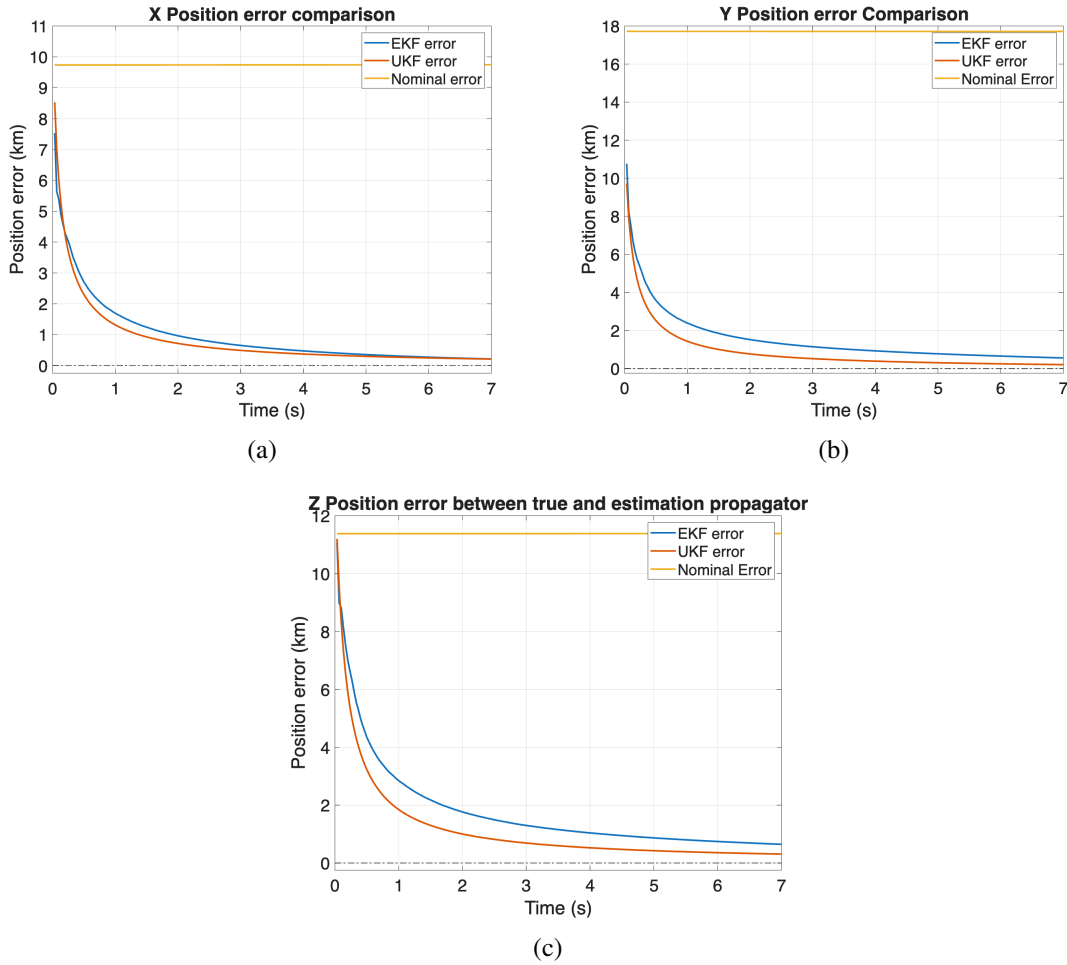 X Position error comparison
11
10
9
8
7
6
5
4
3
2
1
0
Position error (km)
EKF error
UKF error
Nominal error
0 1 2 3 4 5 6 7
Time (s)
(a)
Y Position error Comparison
18
16
14
12
10
8
6
4
2
0
Position error (km)
EKF error
UKF error
Nominal Error
0 1 2 3 4 5 6 7
Time (s)
(b)
Z Position error between true and estimation propagator
12
10
8
6
4
2
0
Position error (km)
EKF error
UKF error
Nominal Error
0 1 2 3 4 5 6 7
Time (s)
(c)